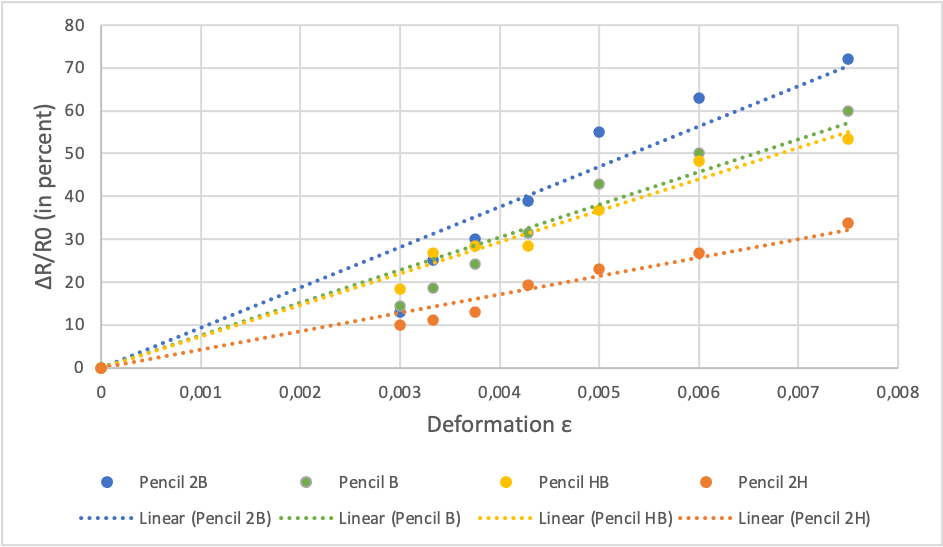 80
70
60
50
40
30
20
10
0
ΔR/R0 (in percent)
0 0,001 0,002 0,003 0,004 0,005 0,006 0,007 0,008
Deformation ε
Pencil 2B Pencil B Pencil HB Pencil 2H
Linear (Pencil 2B) Linear (Pencil B) Linear (Pencil HB) Linear (Pencil 2H)